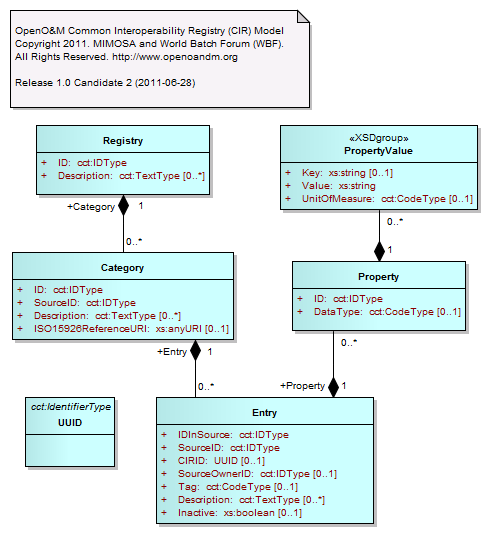 OpenO&M Common Interoperability Registry (CIR) Model
Copyright 2011. MIMOSA and World Batch Forum (WBF).
All Rights Reserved. http://www.openoandm.org
Release 1.0 Candidate 2 (2011-06-28)
Registry
+ ID: cct:IDType
+ Description: cct:TextType [0..*]
«XSDgroup»
PropertyValue
+ Key: xs:string [0..1]
+ Value: xs:string
+ UnitOfMeasure: cct:CodeType [0..1]
+Category 1
0..*
0..*
1
Category
+ ID: cct:IDType
+ SourceID: cct:IDType
+ Description: cct:TextType [0..*]
+ ISO15926ReferenceURI: xs:anyURI [0..1]
Property
+ ID: cct:IDType
+ DataType: cct:CodeType [0..1]
+Entry 1
0..*
0..*
+Property 1
cct:IdentifierType
UUID
Entry
+ IDInSource: cct:IDType
+ SourceID: cct:IDType
+ CIRID: UUID [0..1]
+ SourceOwnerID: cct:IDType [0..1]
+ Tag: cct:CodeType [0..1]
+ Description: cct:TextType [0..*]
+ Inactive: xs:boolean [0..1]